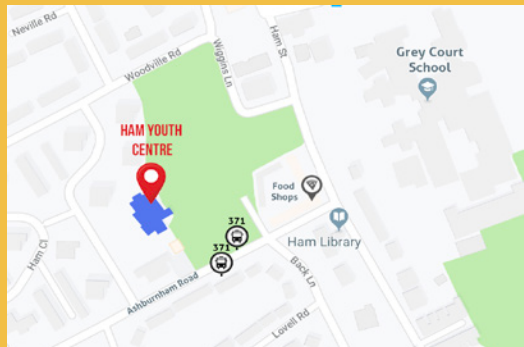 Neville Rd
Ham St
Woodville Rd
Wiggins Ln
Grey Court
School
HAM YOUTH
CENTRE
Food
Shops
371
371
Ham Library
Ham Cl
Ashburnham Road
Back Ln
Lovell Rd